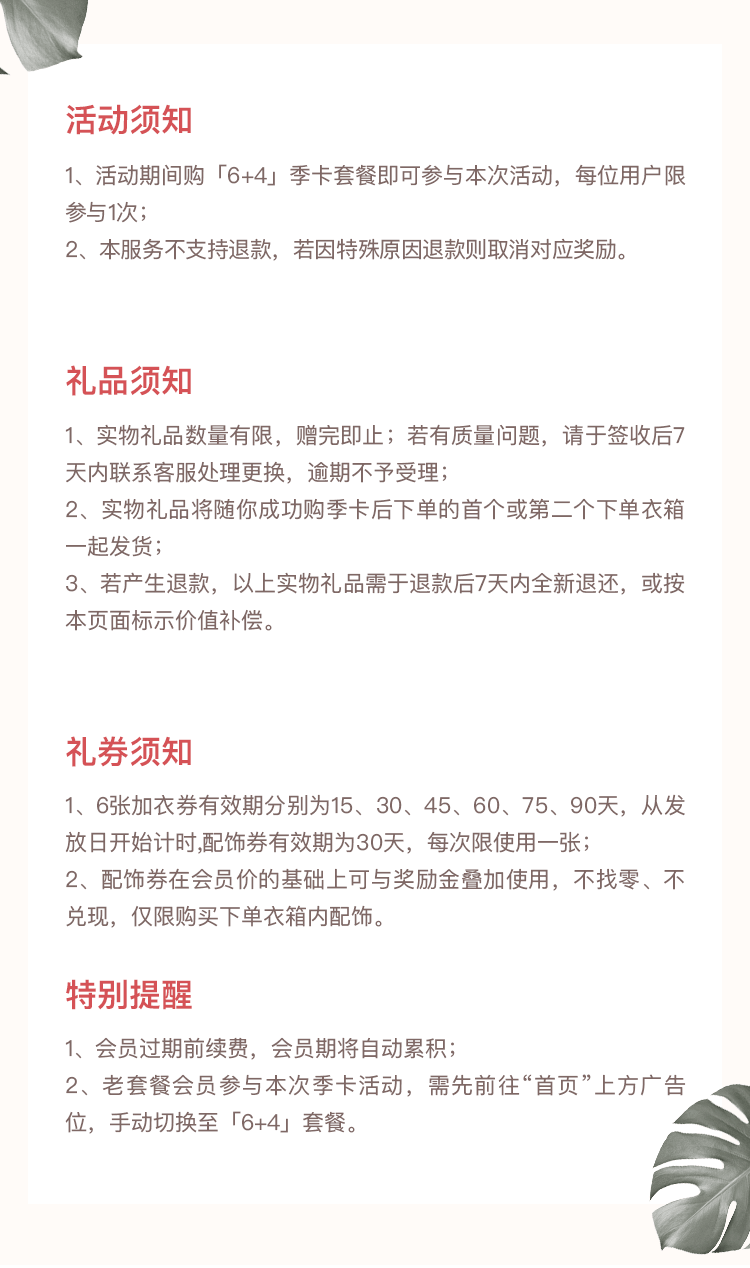 活动须知
1、活动期间购「6+4」季卡套餐即可参与本次活动，每位用户限
参与1次；
2、本服务不支持退款，若因特殊原因退款则取消对应奖励。
礼品须知
1、实物礼品数量有限，赠完即止；若有质量问题，请于签收后7
天内联系客服处理更换，逾期不予受理；
2、实物礼品将随你成功购季卡后下单的首个或第二个下单衣箱
一起发货；
3、若产生退款，以上实物礼品需于退款后7天内全新退还，或按
本页面标示价值补偿。
礼券须知
1、6张加衣券有效期分别为15、30、45、60、75、90天，从发
放日开始计时,配饰券有效期为30天，每次限使用一张；
2、配饰券在会员价的基础上可与奖励金叠加使用，不找零、不
兑现，仅限购买下单衣箱内配饰。
特别提醒
1、会员过期前续费，会员期将自动累积；
2、老套餐会员参与本次季卡活动，需先前往“首页”上方广告
位，手动切换至「6+4」套餐。